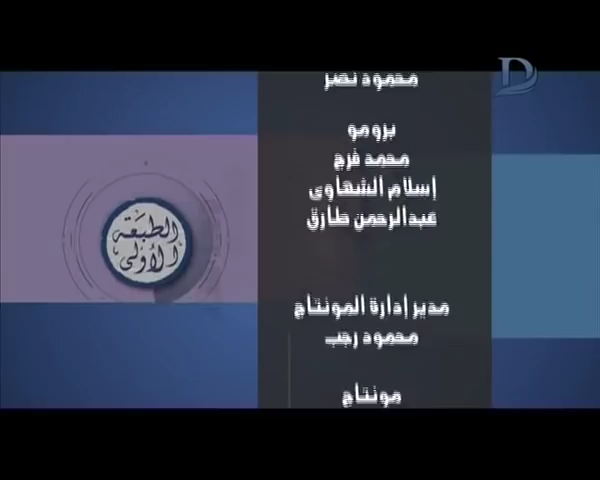 محمود نصر
برومو
محمد فرج
إسلام الشهاوى
عبدالرحمن طارق
الطبعة
الأولى
مدير إدارة المونتاج
محمود رجب
مونتاج